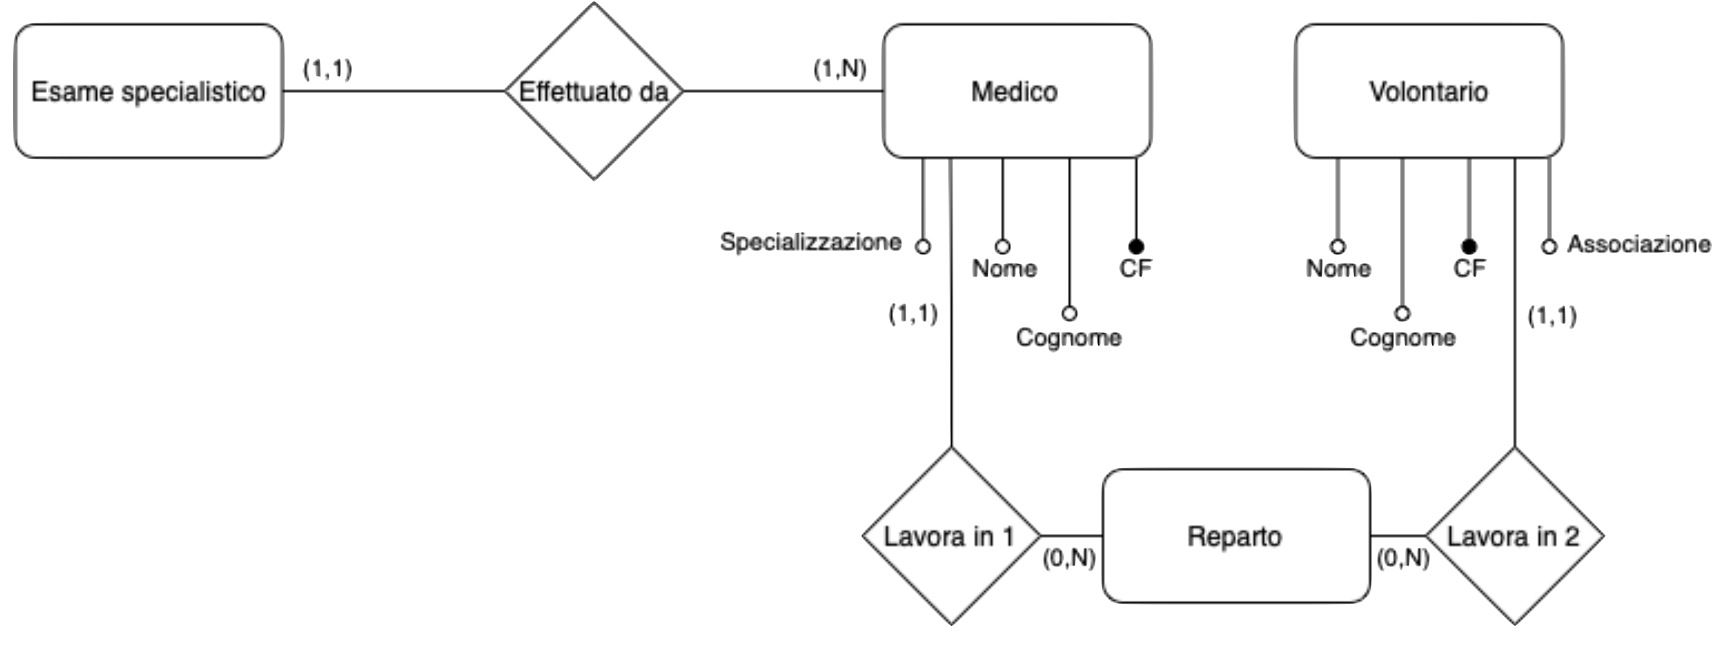 Esame specialistico
(1,1)
Effettuato da
(1,N)
Medico
Volontario
Specializzazione
Nome
CF
Cognome
(1,1)
Nome
CF
Associazione
Cognome
(1,1)
Lavora in 1
(0,N)
Reparto
(0,N)
Lavora in 2